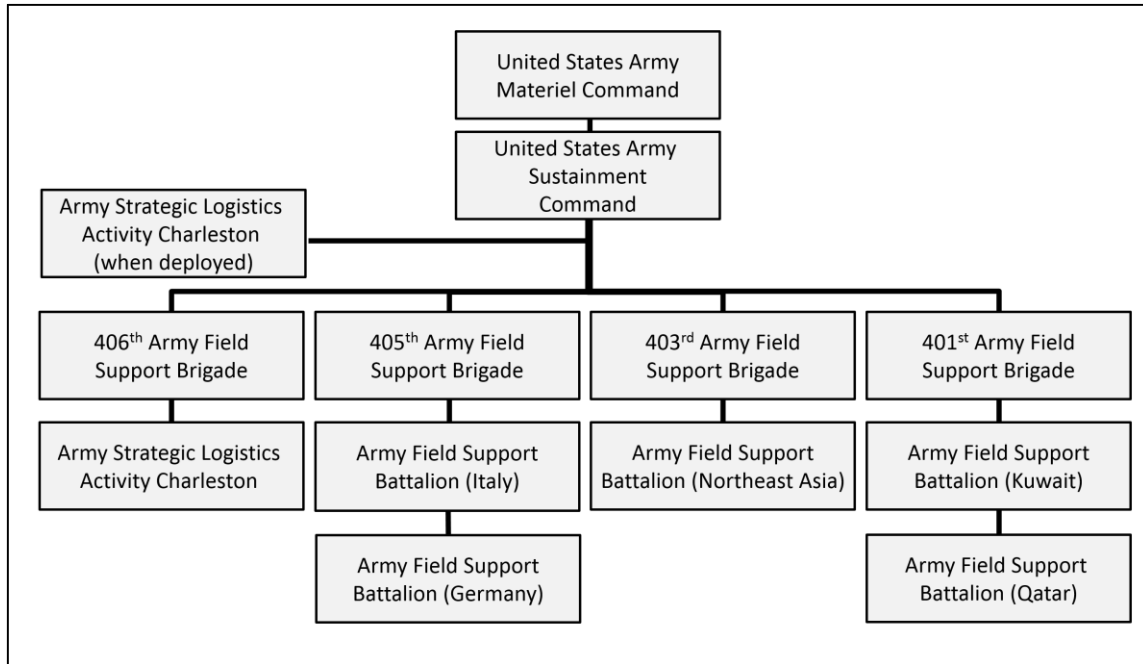 United States Army
Materiel Command
United States Army
Sustainment
Command
Army Strategic Logistics
Activity Charleston
(when deployed)
406th Army Field
Support Brigade
405th Army Field
Support Brigade
403rd Army Field
Support Brigade
401st Army Field
Support Brigade
Army Strategic Logistics
Activity Charleston
Army Field Support
Battalion (Italy)
Army Field Support
Battalion (Northeast Asia)
Army Field Support
Battalion (Kuwait)
Army Field Support
Battalion (Germany)
Army Field Support
Battalion (Qatar)